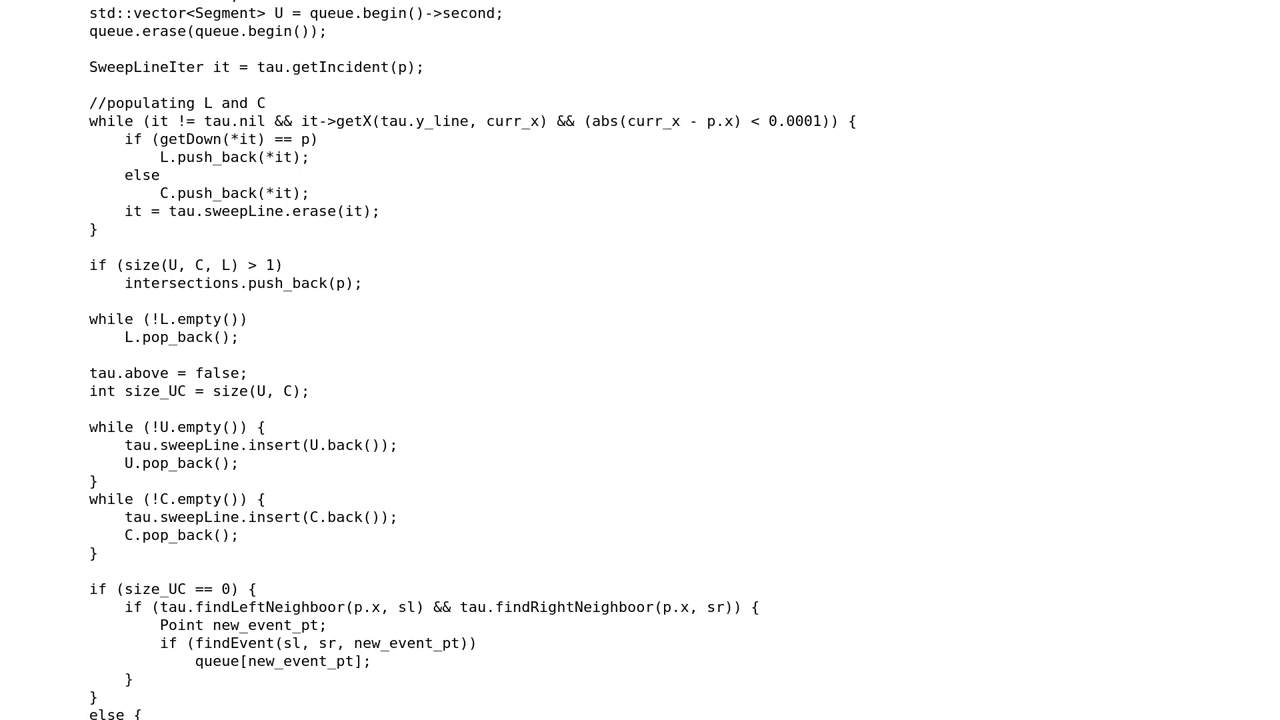 std::vector<Segment> U = queue.begin()->second;
queue.erase(queue.begin());
SweepLineIter it = tau.getIncident(p);
//populating L and C
while (it != tau.nil && it->getX(tau.y_line, curr_x) && (abs(curr_x - p.x) < 0.0001)) {
if (getDown(*it) == p)
L.push_back(*it);
else
C.push_back(*it);
it = tau.sweepLine.erase(it);
}
if (size(U, C, L) > 1)
intersections.push_back(p);
while (!L.empty())
L.pop_back();
tau.above = false;
int size_UC = size(U, C);
while (!U.empty()) {
tau.sweepLine.insert(U.back());
U.pop_back();
}
while (!C.empty()) {
tau.sweepLine.insert(C.back());
C.pop_back();
}
if (size_UC == 0) {
if (tau.findLeftNeighboor(p.x, sl) && tau.findRightNeighboor(p.x, sr)) {
Point new_event_pt;
if (findEvent(sl, sr, new_event_pt))
queue[new_event_pt];
}
}
else {